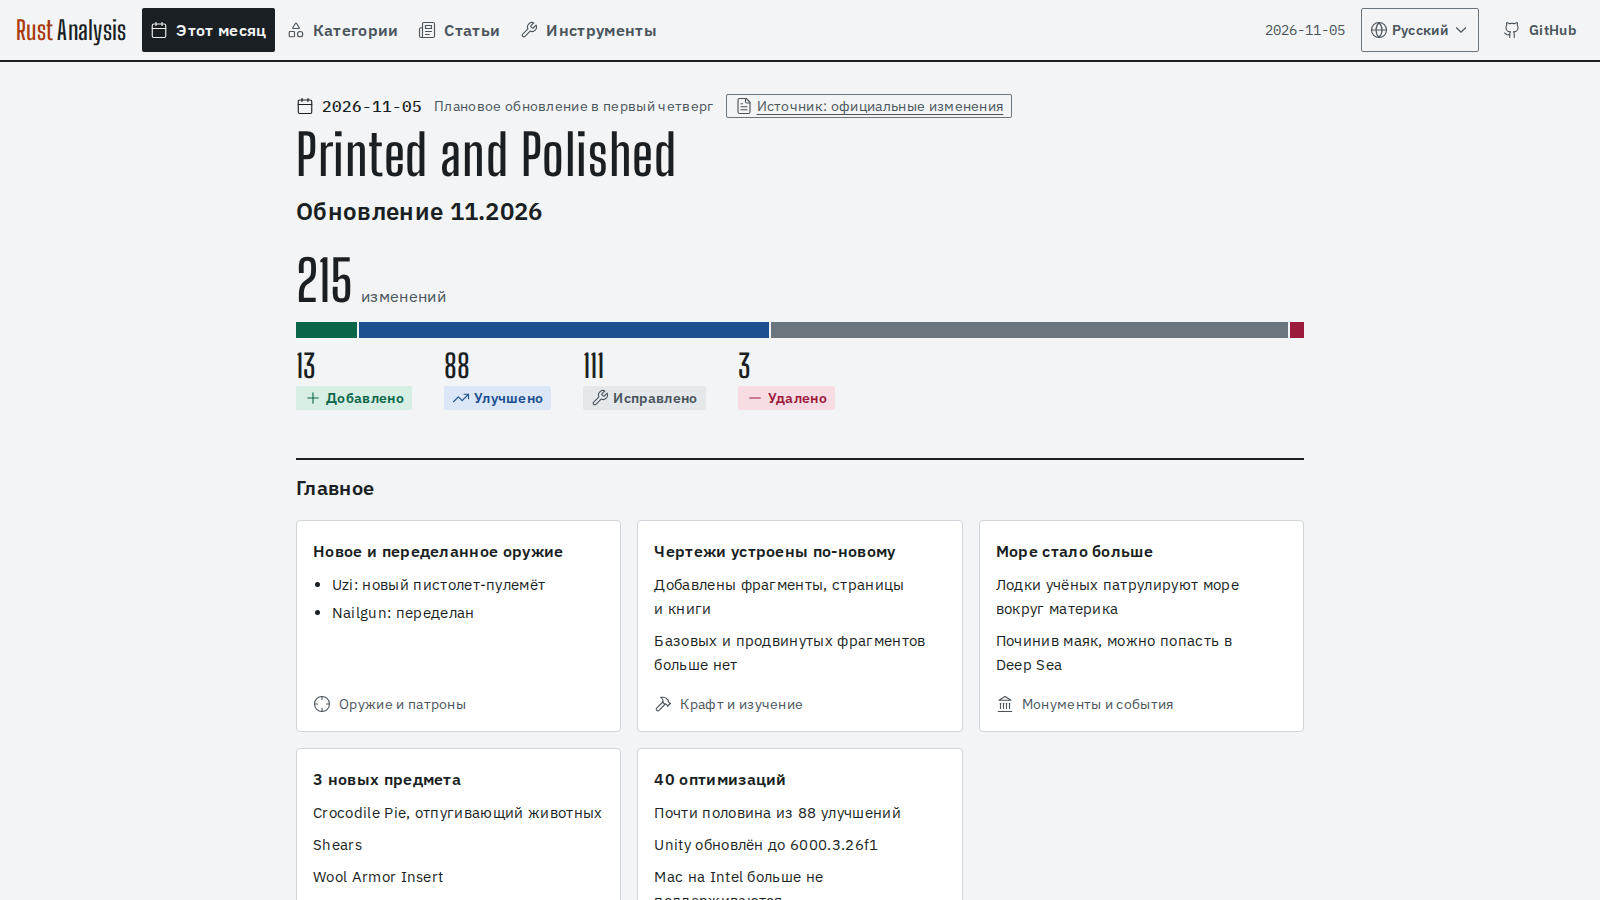 Rust Analysis
Этот месяц
Категории
Статьи
Инструменты
2026-11-05
Русский
GitHub
2026-11-05 Плановое обновление в первый четверг Источник: официальные изменения
Printed and Polished
Обновление 11.2026
215 изменений
13
88
111
3
Добавлено
Улучшено
Исправлено
Удалено
Главное
Новое и переделанное оружие
Uzi: новый пистолет-пулемёт
Nailgun: переделан
Оружие и патроны
Чертежи устроены по-новому
Добавлены фрагменты, страницы
и книги
Базовых и продвинутых фрагментов
больше нет
Крафт и изучение
Море стало больше
Лодки учёных патрулируют море
вокруг материка
Починив маяк, можно попасть в
Deep Sea
Монументы и события
3 новых предмета
Crocodile Pie, отпугивающий животных
Shears
Wool Armor Insert
40 оптимизаций
Почти половина из 88 улучшений
Unity обновлён до 6000.3.26f1
Mac на Intel больше не